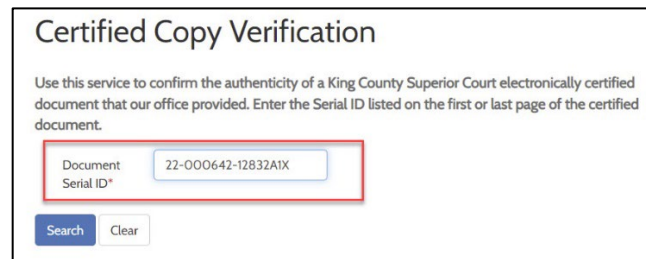 Certified Copy Verification
Use this service to confirm the authenticity of a King County Superior Court electronically certified
document that our office provided. Enter the Serial ID listed on the first or last page of the certified
document.
Document
Serial ID*
22-000642-12832A1X
Search Clear